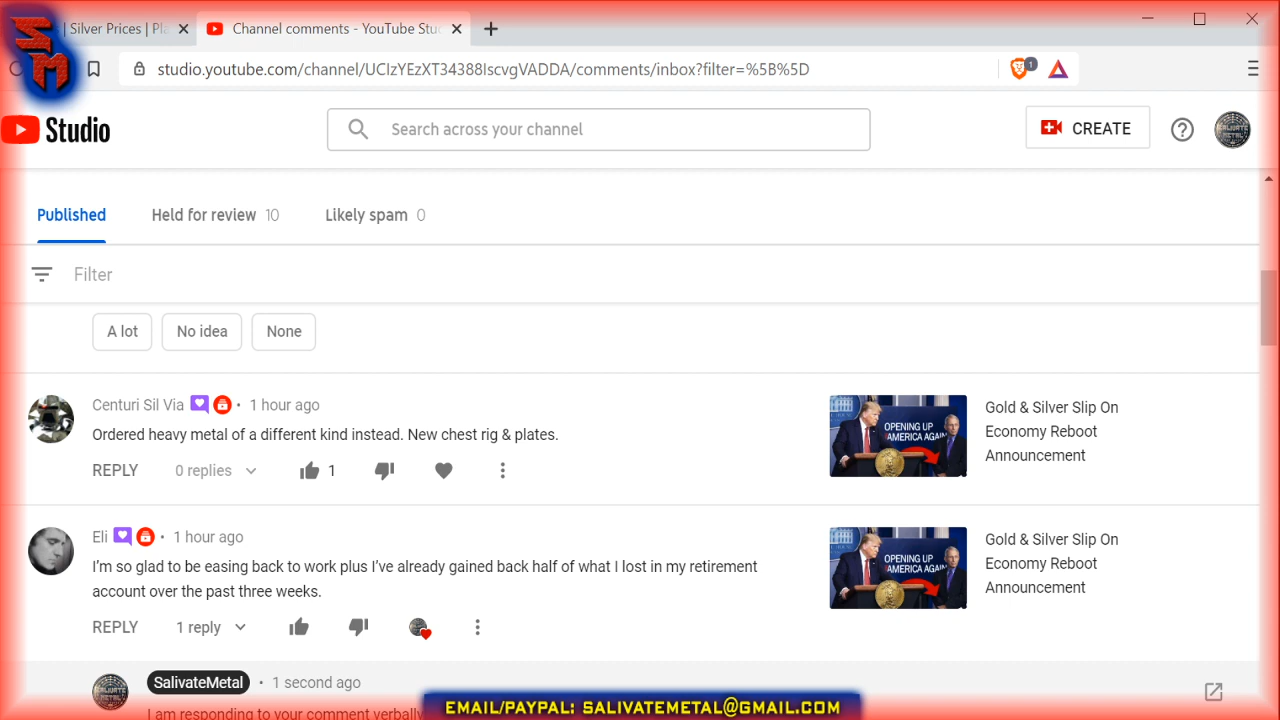 SM
| Silver Prices | Pla
Channel comments - YouTube Stud
studio.youtube.com/channel/UCIzYEzXT34388IscvgVADDA/comments/inbox?filter=%5B%5D
1
Studio
Search across your channel
CREATE
Published
Held for review 10
Likely spam 0
Filter
A lot
No idea
None
Centuri Sil Via • 1 hour ago
Ordered heavy metal of a different kind instead. New chest rig & plates.
REPLY
0 replies
1
OPENING UP
AMERICA AGAIN
Gold & Silver Slip On
Economy Reboot
Announcement
Eli • 1 hour ago
I'm so glad to be easing back to work plus I've already gained back half of what I lost in my retirement
account over the past three weeks.
REPLY
1 reply
OPENING UP
AMERICA AGAIN
Gold & Silver Slip On
Economy Reboot
Announcement
SalivateMetal • 1 second ago
I am responding to your comment verbally
EMAIL/PAYPAL: SALIVATEMETAL@GMAIL.COM